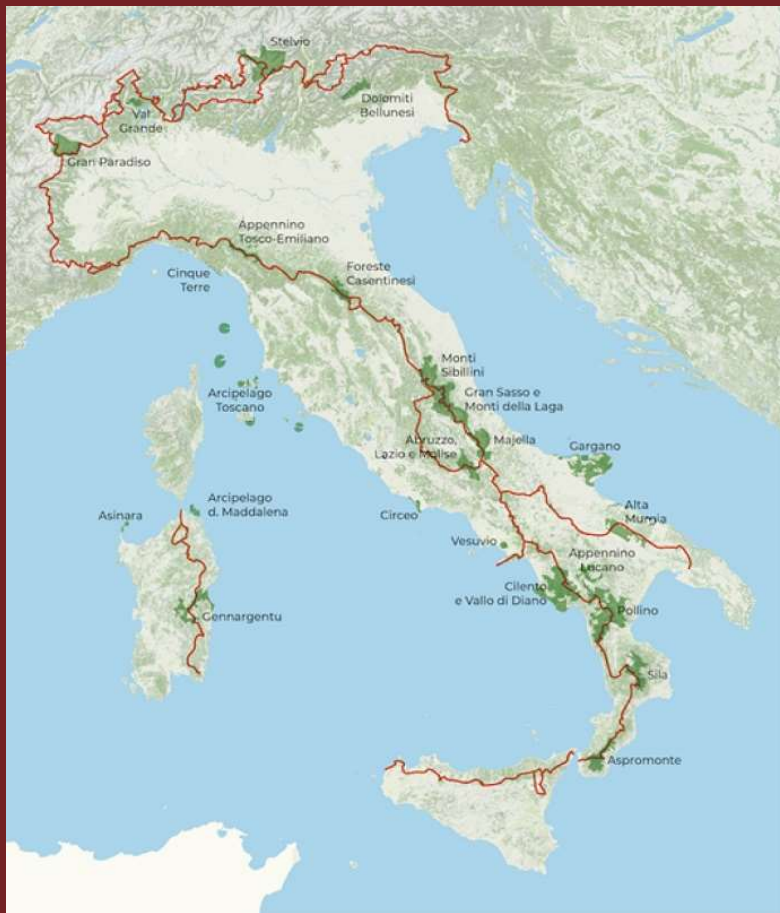 Stelvio
Dolomiti
Bellunesi
Val
Grande
Gran Paradiso
Appennino
Tosco-Emiliano
Cinque
Terre
Foreste
Casentinesi
Monti
Sibillini
Arcipelago
Toscano
Gran Sasso e
Monti della Laga
Abruzzo,
Lazio e Molise
Majella
Gargano
Asinara
Arcipelago
d. Maddalena
Circeo
Alta
Murgia
Vesuvio
Appennino
Lucano
Cilento
e Vallo di Diano
Pollino
Gennargentu
Sila
Aspromonte